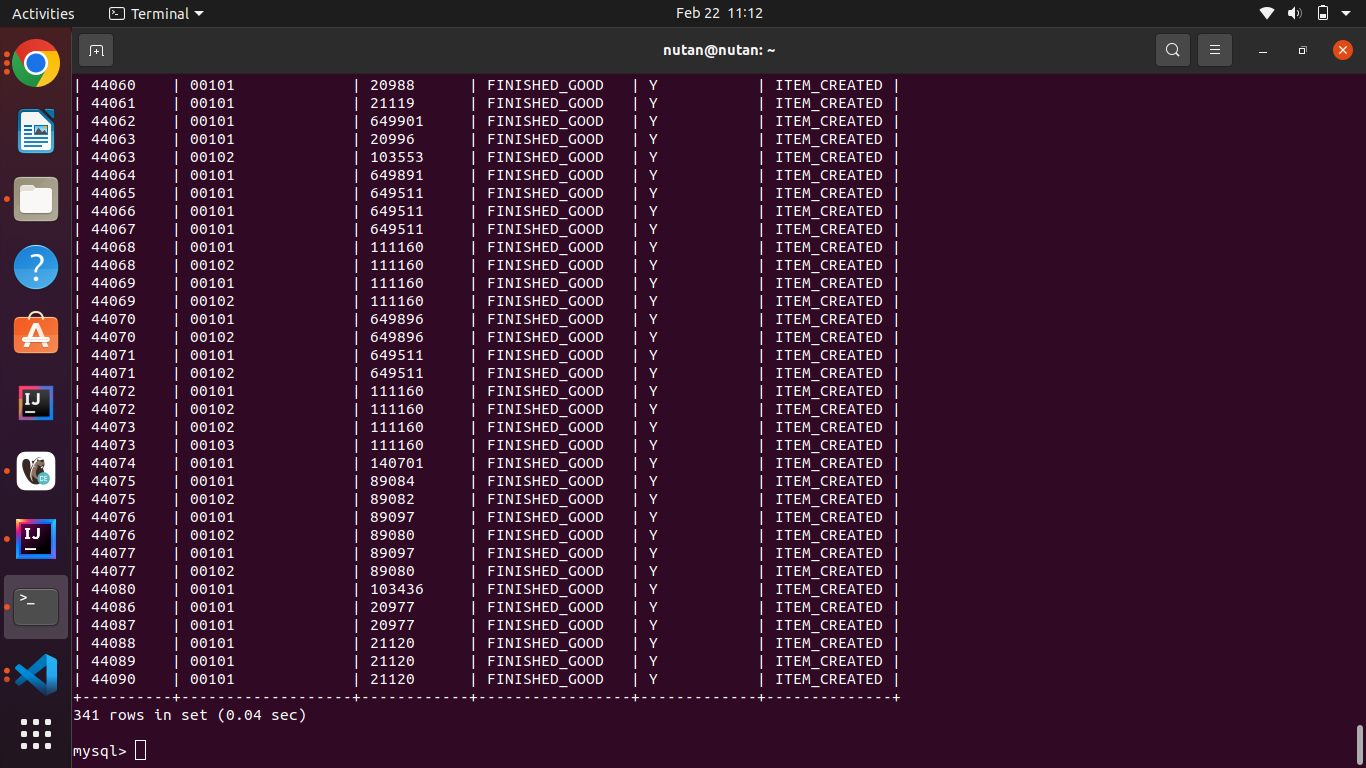 Activities Terminal Feb 22 11:12
nutan@nutan: ~
| 44060 | 00101 | 20988 | FINISHED_GOOD | Y | ITEM_CREATED |
| 44061 | 00101 | 21119 | FINISHED_GOOD | Y | ITEM_CREATED |
| 44062 | 00101 | 649901 | FINISHED_GOOD | Y | ITEM_CREATED |
| 44063 | 00101 | 20996 | FINISHED_GOOD | Y | ITEM_CREATED |
| 44063 | 00102 | 103553 | FINISHED_GOOD | Y | ITEM_CREATED |
| 44064 | 00101 | 649891 | FINISHED_GOOD | Y | ITEM_CREATED |
| 44065 | 00101 | 649511 | FINISHED_GOOD | Y | ITEM_CREATED |
| 44066 | 00101 | 649511 | FINISHED_GOOD | Y | ITEM_CREATED |
| 44067 | 00101 | 649511 | FINISHED_GOOD | Y | ITEM_CREATED |
| 44068 | 00101 | 111160 | FINISHED_GOOD | Y | ITEM_CREATED |
| 44068 | 00102 | 111160 | FINISHED_GOOD | Y | ITEM_CREATED |
| 44069 | 00101 | 111160 | FINISHED_GOOD | Y | ITEM_CREATED |
| 44069 | 00102 | 111160 | FINISHED_GOOD | Y | ITEM_CREATED |
| 44070 | 00101 | 649896 | FINISHED_GOOD | Y | ITEM_CREATED |
| 44070 | 00102 | 649896 | FINISHED_GOOD | Y | ITEM_CREATED |
| 44071 | 00101 | 649511 | FINISHED_GOOD | Y | ITEM_CREATED |
| 44071 | 00102 | 649511 | FINISHED_GOOD | Y | ITEM_CREATED |
| 44072 | 00101 | 111160 | FINISHED_GOOD | Y | ITEM_CREATED |
| 44072 | 00102 | 111160 | FINISHED_GOOD | Y | ITEM_CREATED |
| 44073 | 00102 | 111160 | FINISHED_GOOD | Y | ITEM_CREATED |
| 44073 | 00103 | 111160 | FINISHED_GOOD | Y | ITEM_CREATED |
| 44074 | 00101 | 140701 | FINISHED_GOOD | Y | ITEM_CREATED |
| 44075 | 00101 | 89084 | FINISHED_GOOD | Y | ITEM_CREATED |
| 44075 | 00102 | 89082 | FINISHED_GOOD | Y | ITEM_CREATED |
| 44076 | 00101 | 89097 | FINISHED_GOOD | Y | ITEM_CREATED |
| 44076 | 00102 | 89080 | FINISHED_GOOD | Y | ITEM_CREATED |
| 44077 | 00101 | 89097 | FINISHED_GOOD | Y | ITEM_CREATED |
| 44077 | 00102 | 89080 | FINISHED_GOOD | Y | ITEM_CREATED |
| 44080 | 00101 | 103436 | FINISHED_GOOD | Y | ITEM_CREATED |
| 44086 | 00101 | 20977 | FINISHED_GOOD | Y | ITEM_CREATED |
| 44087 | 00101 | 20977 | FINISHED_GOOD | Y | ITEM_CREATED |
| 44088 | 00101 | 21120 | FINISHED_GOOD | Y | ITEM_CREATED |
| 44089 | 00101 | 21120 | FINISHED_GOOD | Y | ITEM_CREATED |
| 44090 | 00101 | 21120 | FINISHED_GOOD | Y | ITEM_CREATED |
+----------+-------------------+------------+-----------------+-------------+--------------+
341 rows in set (0.04 sec)
mysql>